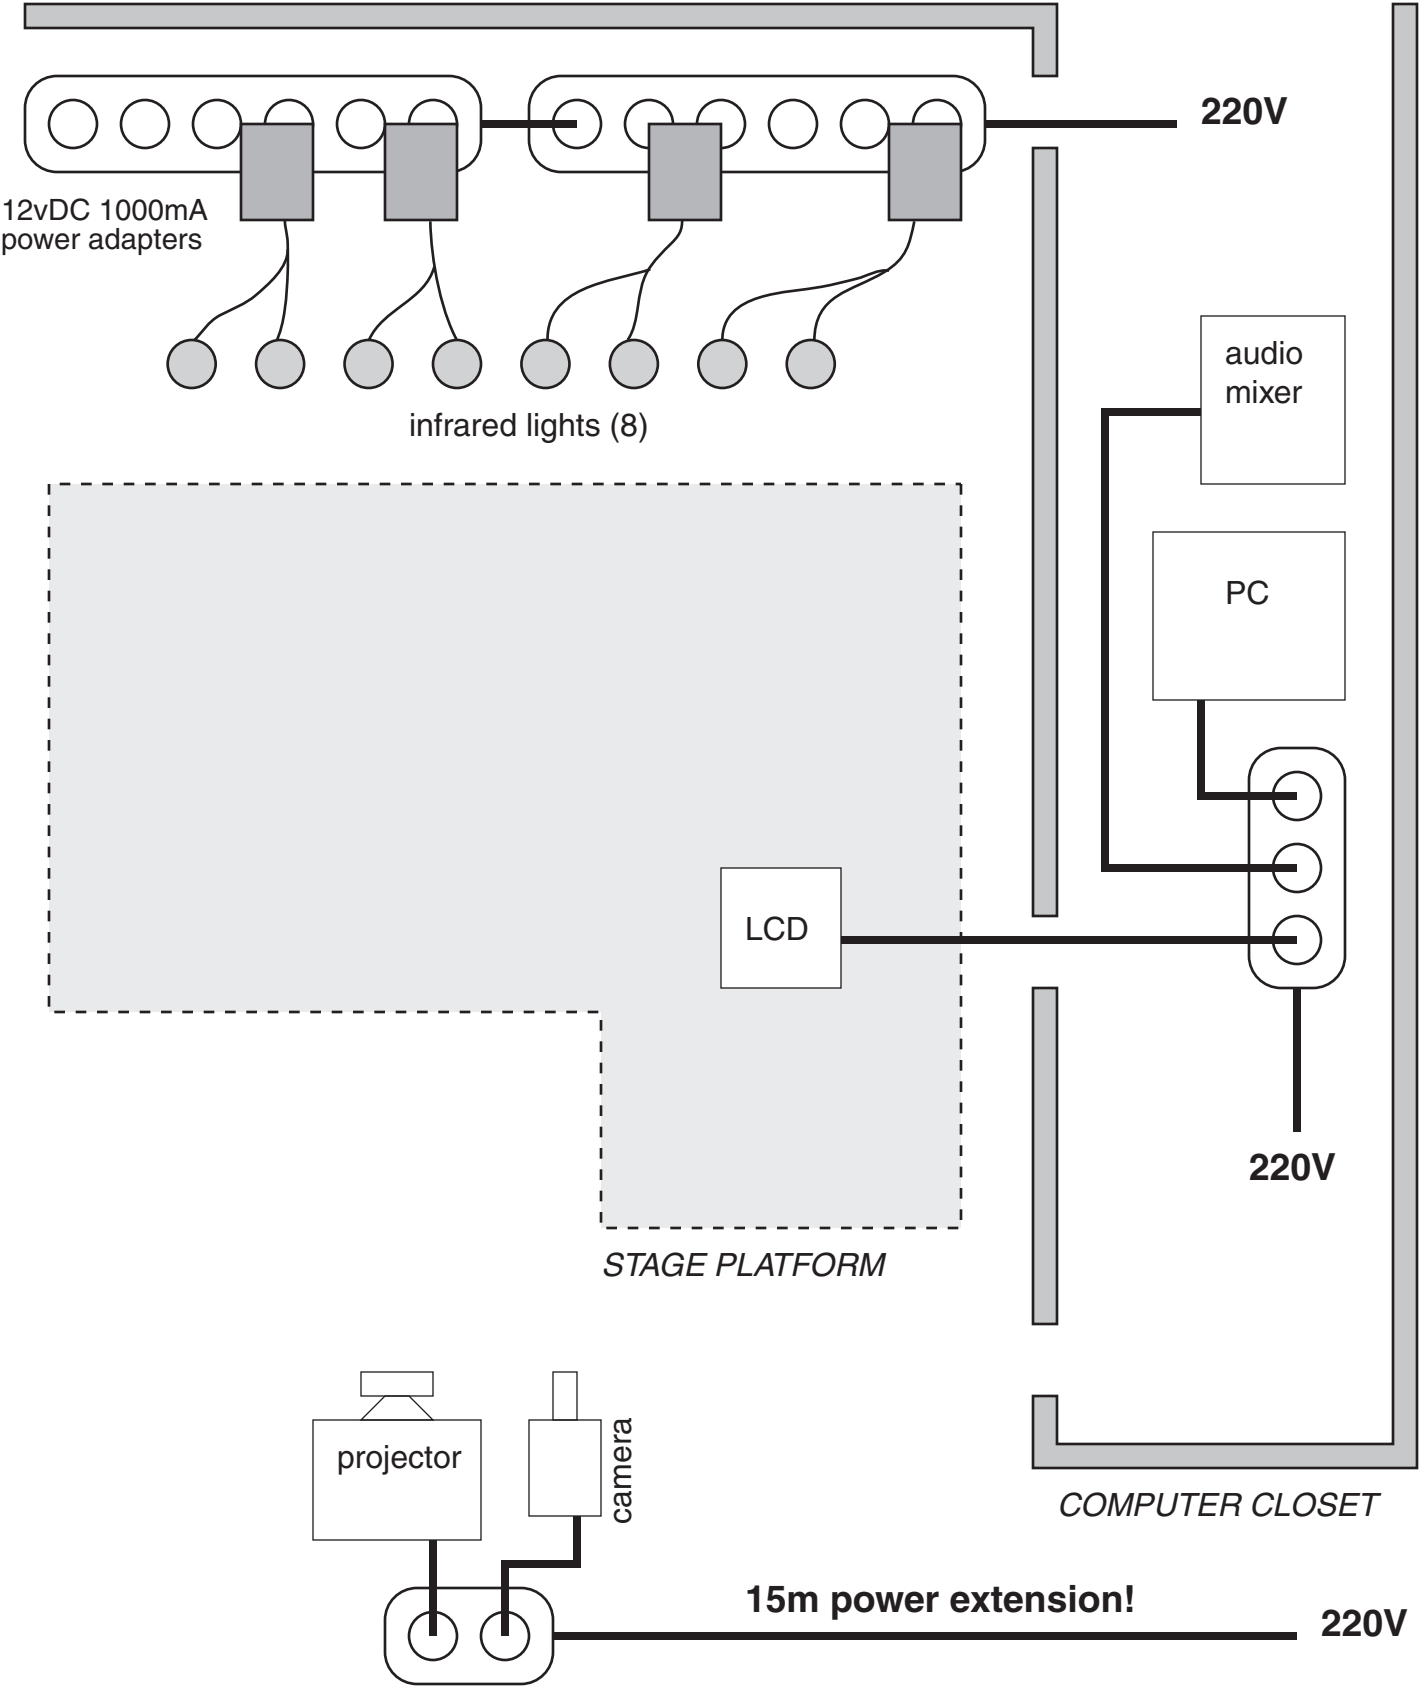 220V
12vDC 1000mA
power adapters
infrared lights (8)
audio
mixer
PC
LCD
220V
STAGE PLATFORM
projector
camera
COMPUTER CLOSET
15m power extension!
220V